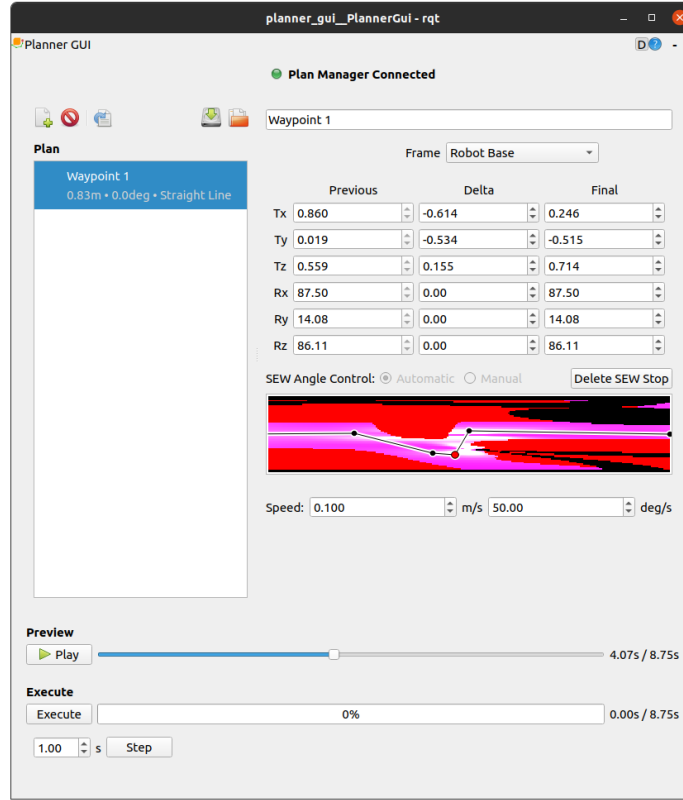 planner_gui__PlannerGui - rqt
Planner GUI
D ? -
Plan Manager Connected
Waypoint 1
Plan
Frame Robot Base
Waypoint 1
0.83m • 0.0deg • Straight Line
Previous Delta Final
Tx 0.860 -0.614 0.246
Ty 0.019 -0.534 -0.515
Tz 0.559 0.155 0.714
Rx 87.50 0.00 87.50
Ry 14.08 0.00 14.08
Rz 86.11 0.00 86.11
SEW Angle Control: Automatic Manual Delete SEW Stop
Speed: 0.100 m/s 50.00 deg/s
Preview
Play 4.07s / 8.75s
Execute
Execute 0% 0.00s / 8.75s
1.00 s Step